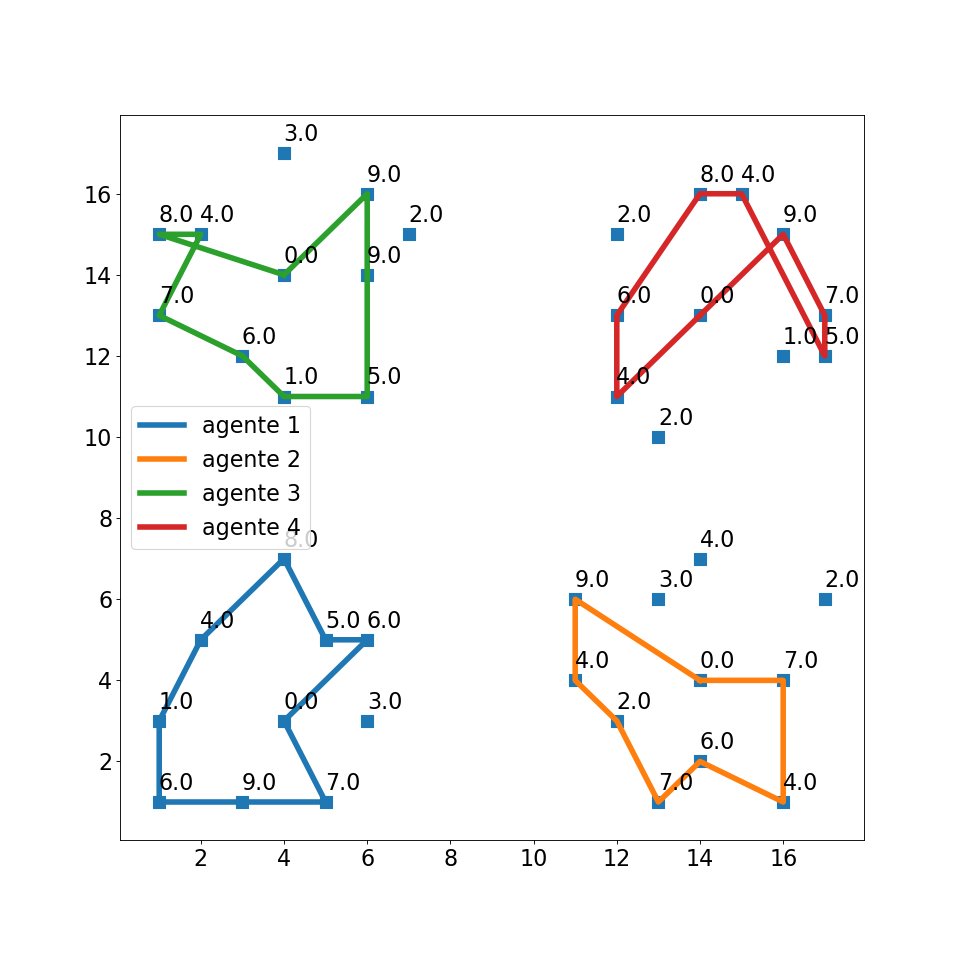 3.0
9.0
8.0 4.0
8.0 4.0 2.0 2.0 9.0
0.0 9.0
7.0 6.0 0.0 7.0
6.0 1.0 5.0
1.0 5.0 4.0
2.0
agente 1
agente 2
agente 3
agente 4
8.0 4.0
9.0 3.0 2.0
4.0 5.0 6.0
4.0 0.0 7.0
1.0 0.0 3.0 2.0
6.0
6.0 9.0 7.0 7.0 4.0
16
14
12
10
8
6
4
2
2 4 6 8 10 12 14 16